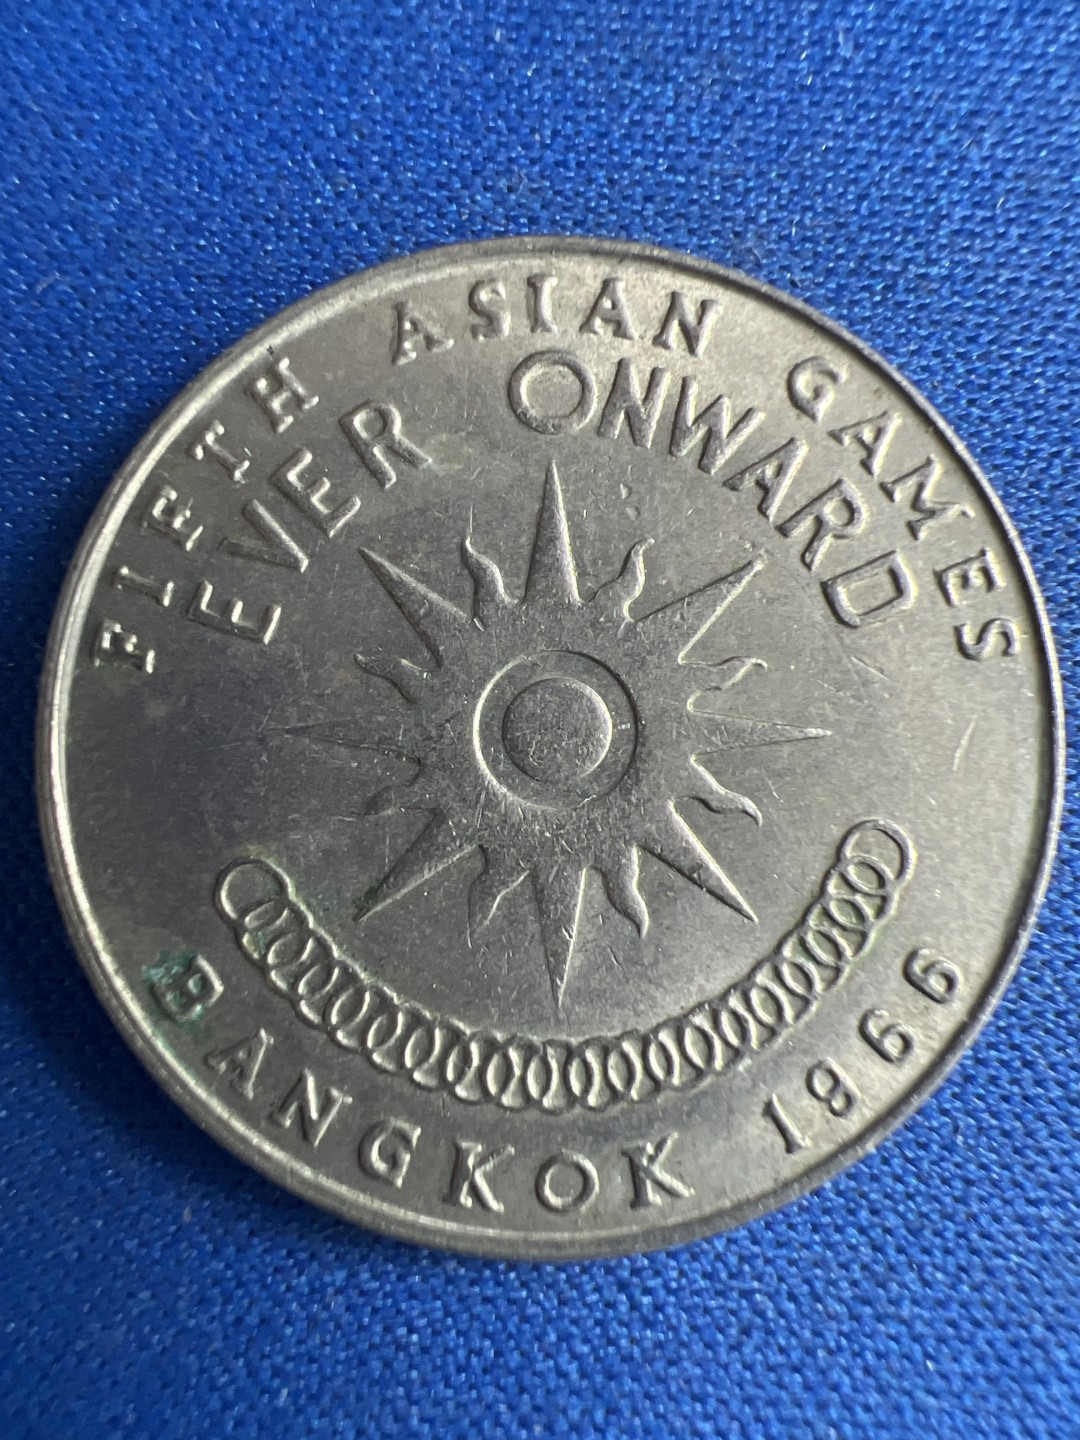 FIFTH ASIAN GAMES
EVER ONWARD
BANGKOK 1966